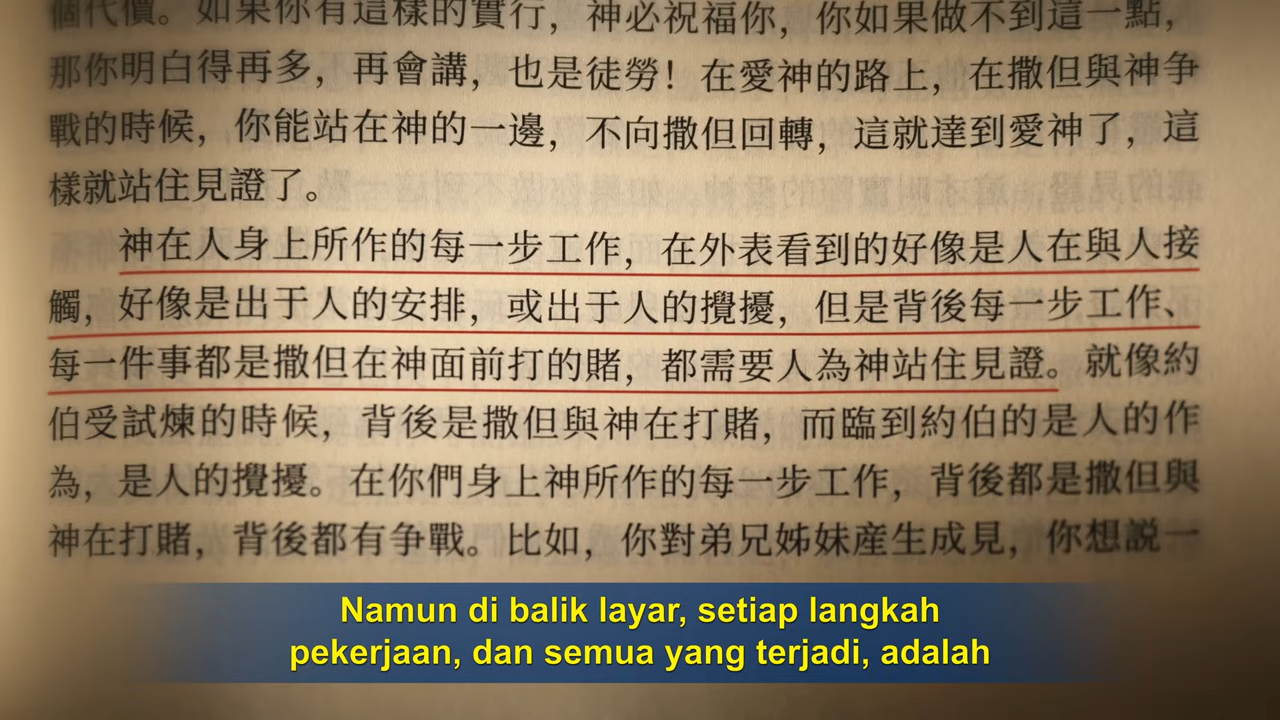 個代價。如果你有這樣的實行，神必祝福你，你如果做不到這一點，
那你明白得再多，再會講，也是徒勞！在愛神的路上，在撒但與神争
戰的時候，你能站在神的一邊，不向撒但回轉，這就達到愛神了，這
樣就站住見證了。
神在人身上所作的每一步工作，在外表看到的好像是人在與人接
觸，好像是出于人的安排，或出于人的攪擾，但是背後每一步工作、
每一件事都是撒但在神面前打的賭，都需要人為神站住見證。就像約
伯受試煉的時候，背後是撒但與神在打賭，而臨到約伯的是人的作
為，是人的攪擾。在你們身上神所作的每一步工作，背後都是撒但與
神在打賭，背後都有争戰。比如，你對弟兄姊妹產生成見，你想説一
Namun di balik layar, setiap langkah
pekerjaan, dan semua yang terjadi, adalah